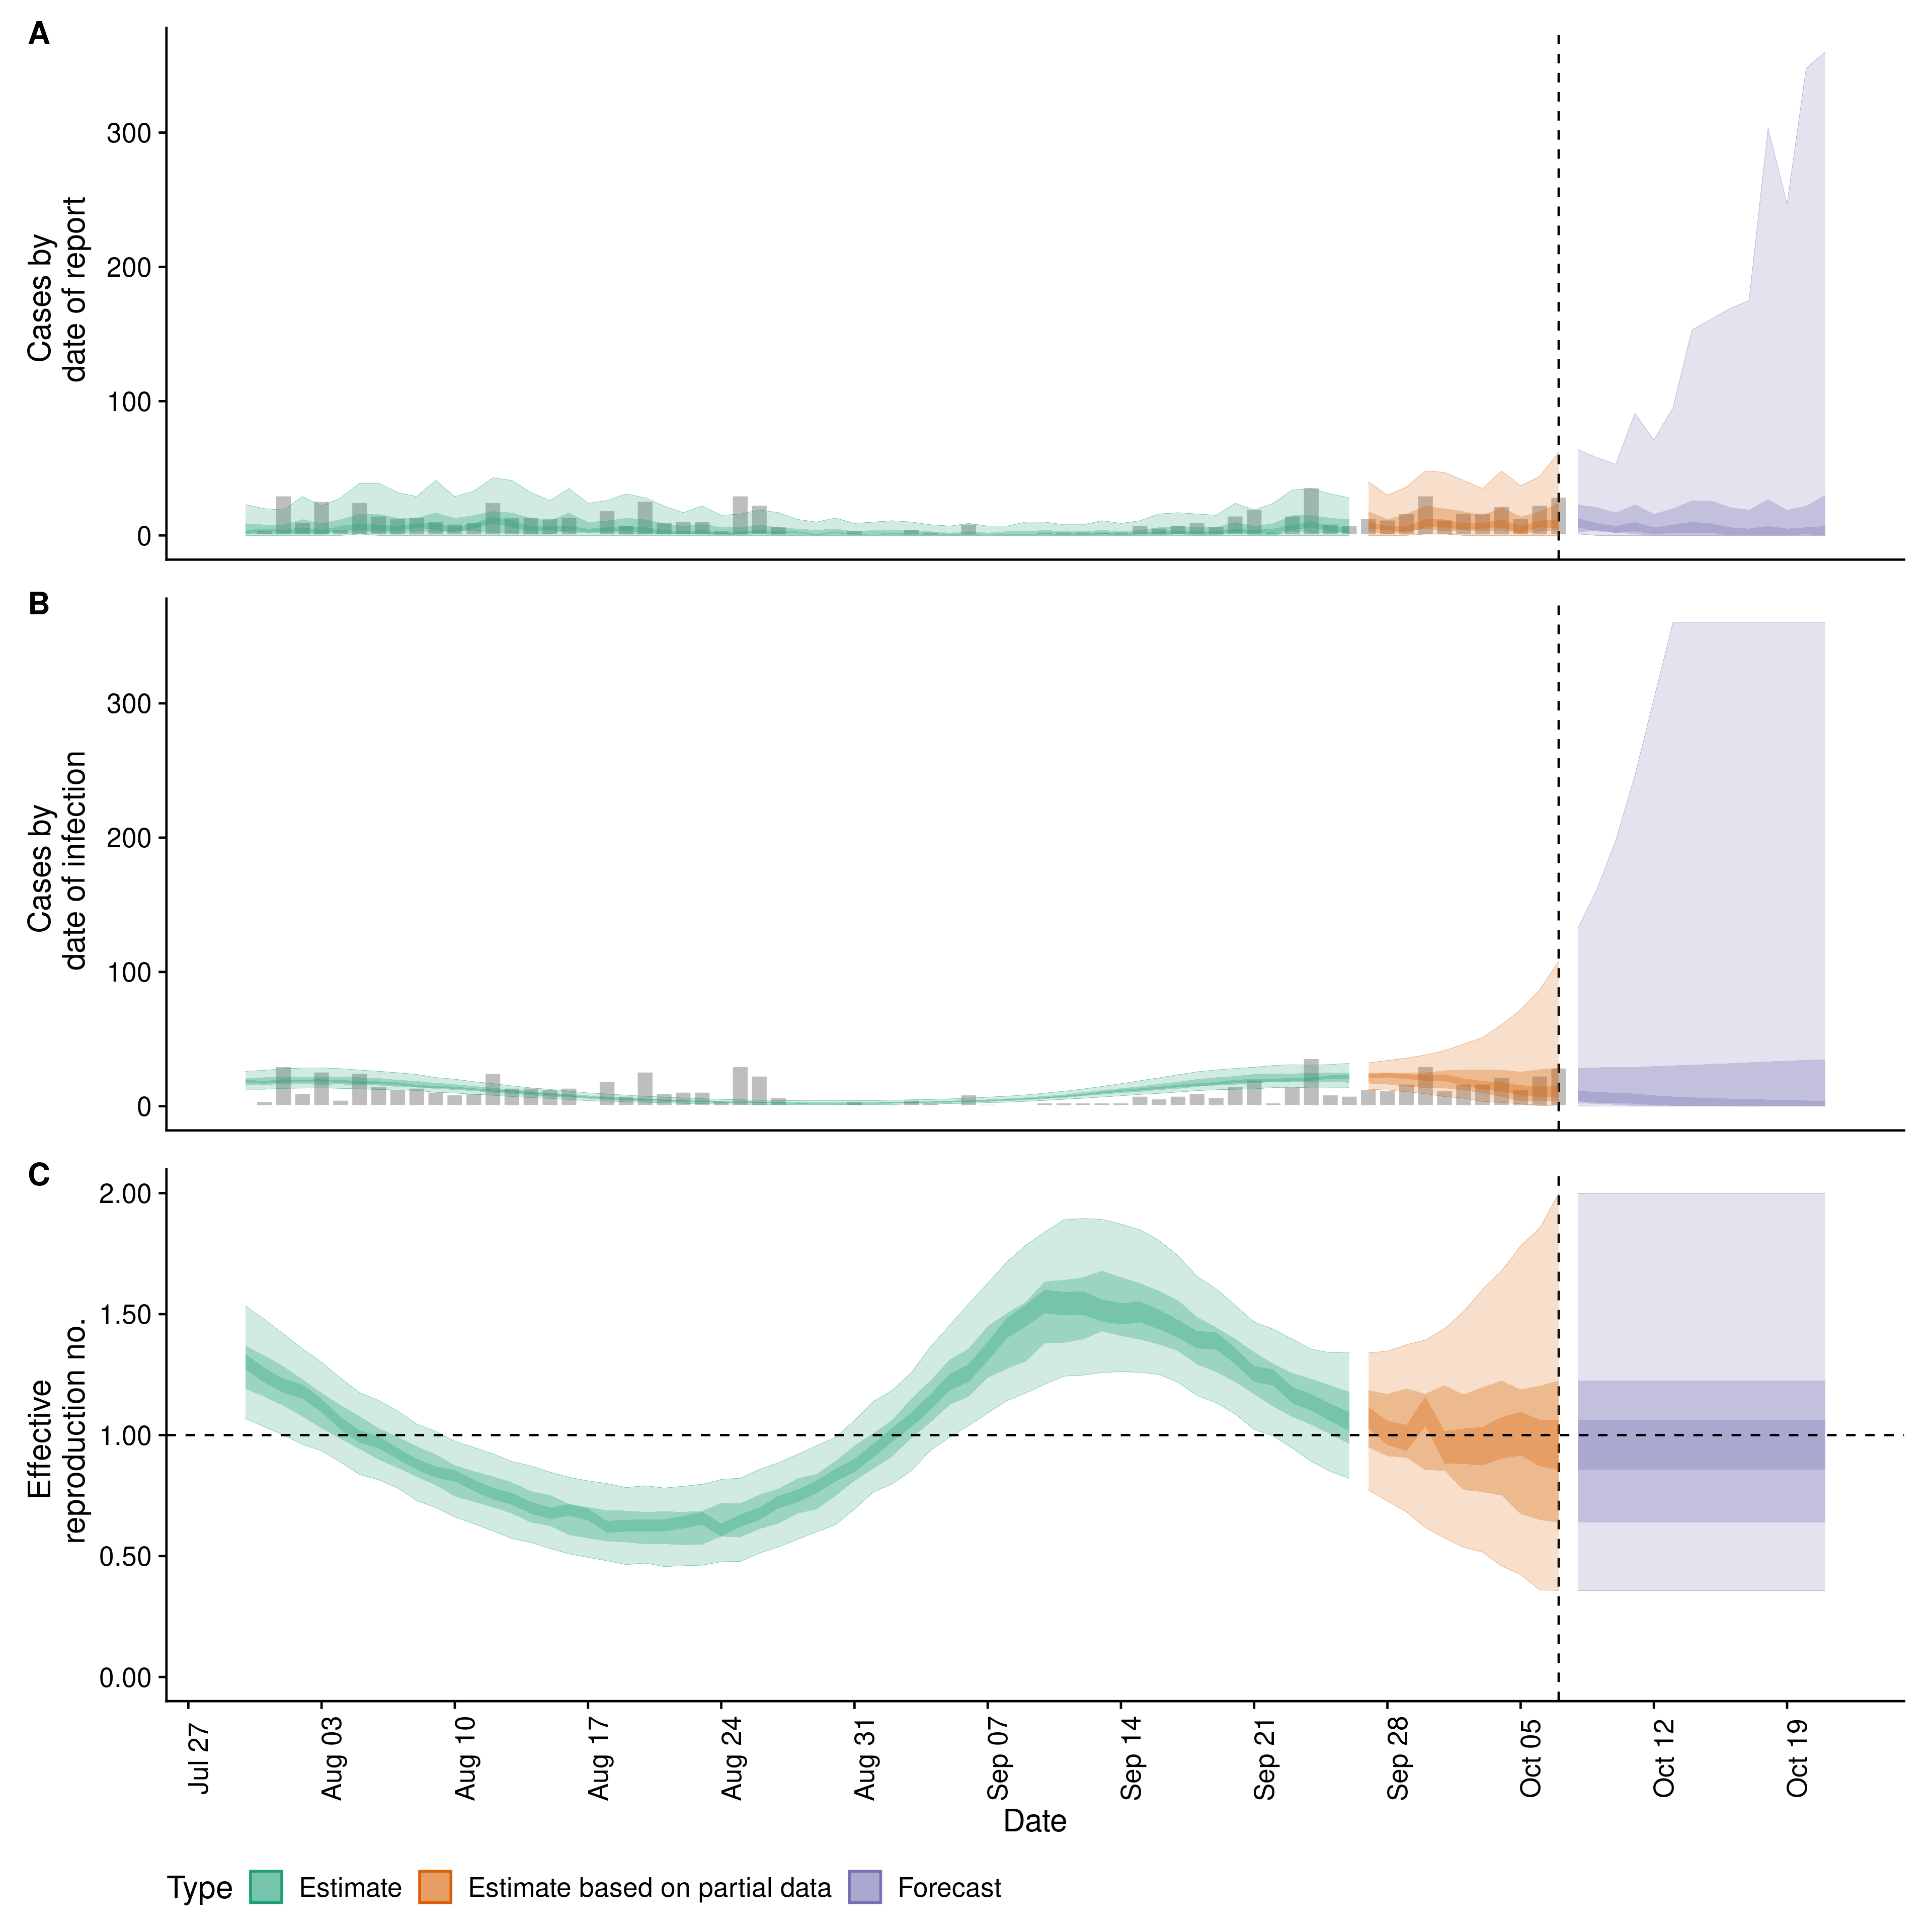 A
Cases by
date of report
300
200
100
0
B
Cases by
date of infection
300
200
100
0
C
Effective
reproduction no.
2.00
1.50
1.00
0.50
0.00
Jul 27
Aug 03
Aug 10
Aug 17
Aug 24
Aug 31
Sep 07
Sep 14
Sep 21
Sep 28
Oct 05
Oct 12
Oct 19
Date
Type Estimate Estimate based on partial data Forecast